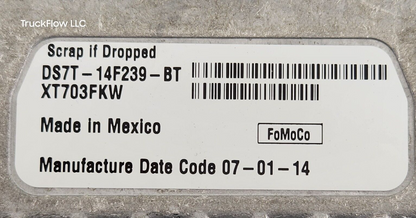 TruckFlow LLC
Scrap if Dropped
DS7T-14F239-BT
XT703FKW
Made in Mexico
FoMoCo
Manufacture Date Code 07-01-14